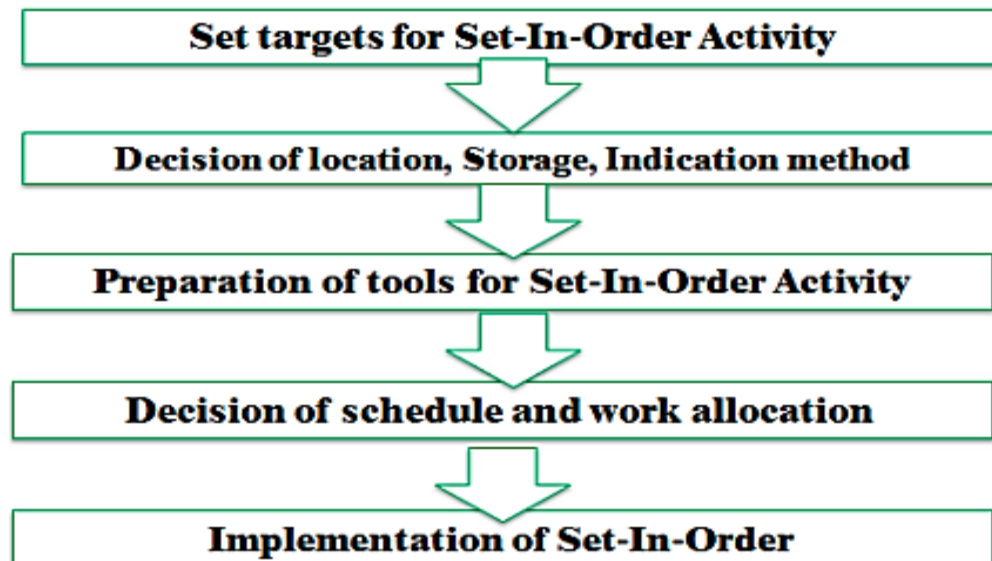 Set targets for Set-In-Order Activity
Decision of location, Storage, Indication method
Preparation of tools for Set-In-Order Activity
Decision of schedule and work allocation
Implementation of Set-In-Order